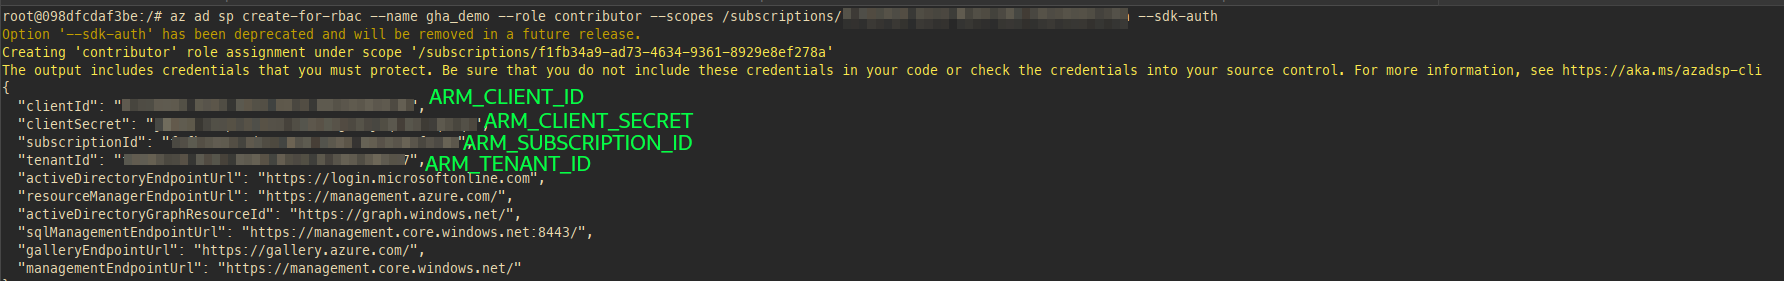 root@098dfcdaf3be:/# az ad sp create-for-rbac --name gha_demo --role contributor --scopes /subscriptions/ --sdk-auth
Option '--sdk-auth' has been deprecated and will be removed in a future release.
Creating 'contributor' role assignment under scope '/subscriptions/f1fb34a9-ad73-4634-9361-8929e8ef278a'
The output includes credentials that you must protect. Be sure that you do not include these credentials in your code or check the credentials into your source control. For more information, see https://aka.ms/azadsp-cli
{
"clientId": "", ARM_CLIENT_ID
"clientSecret": "", ARM_CLIENT_SECRET
"subscriptionId": "", ARM_SUBSCRIPTION_ID
"tenantId": "7", ARM_TENANT_ID
"activeDirectoryEndpointUrl": "https://login.microsoftonline.com",
"resourceManagerEndpointUrl": "https://management.azure.com/",
"activeDirectoryGraphResourceId": "https://graph.windows.net/",
"sqlManagementEndpointUrl": "https://management.core.windows.net:8443/",
"galleryEndpointUrl": "https://gallery.azure.com/",
"managementEndpointUrl": "https://management.core.windows.net/"